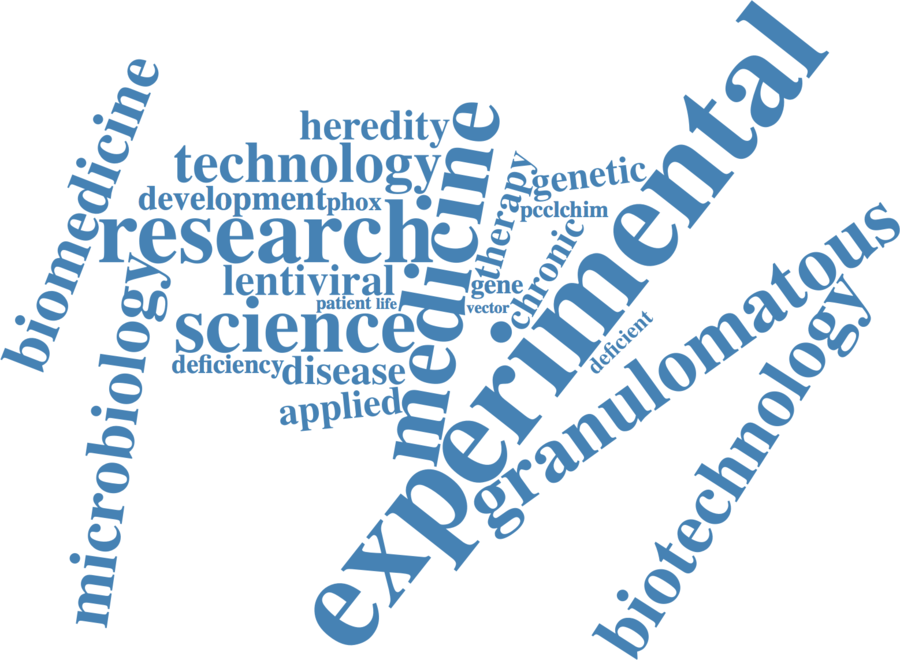 experimental
biomedicine
heredity
medicine
technology
therapy
genetic
development
phox
pcclchim
research
granulomatous
lentiviral
chronic
gene
microbiology
patient
life
vector
science
biotechnology
deficient
deficiency
disease
applied